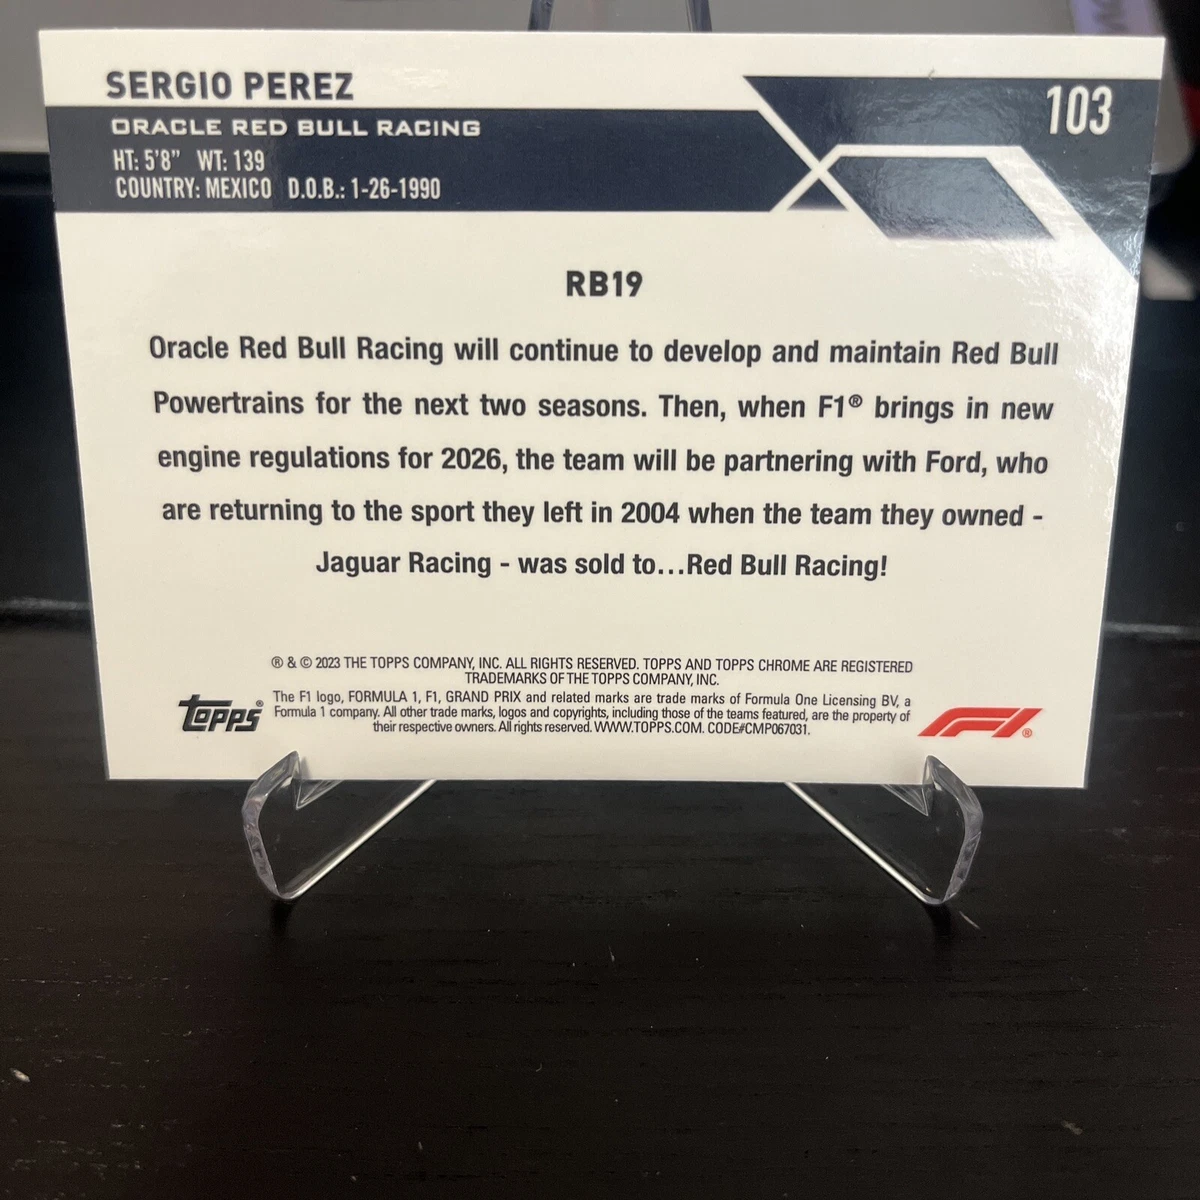 SERGIO PEREZ
103
ORACLE RED BULL RACING
HT: 5'8" WT: 139
COUNTRY: MEXICO D.O.B.: 1-26-1990
RB19
Oracle Red Bull Racing will continue to develop and maintain Red Bull
Powertrains for the next two seasons. Then, when F1® brings in new
engine regulations for 2026, the team will be partnering with Ford, who
are returning to the sport they left in 2004 when the team they owned -
Jaguar Racing - was sold to...Red Bull Racing!
® & © 2023 THE TOPPS COMPANY, INC. ALL RIGHTS RESERVED. TOPPS AND TOPPS CHROME ARE REGISTERED
TRADEMARKS OF THE TOPPS COMPANY, INC.
The F1 logo, FORMULA 1, F1, GRAND PRIX and related marks are trade marks of Formula One Licensing BV, a
Formula 1 company. All other trade marks, logos and copyrights, including those of the teams featured, are the property of
their respective owners. All rights reserved. WWW.TOPPS.COM. CODE#CMP067031.
topps®
F1®